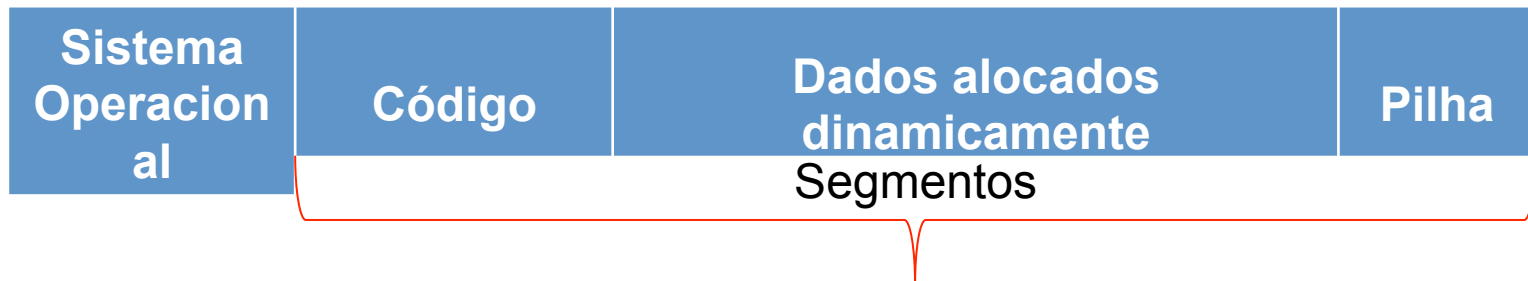 Sistema
Operacion
al
Código
Dados alocados
dinamicamente
Pilha
Segmentos